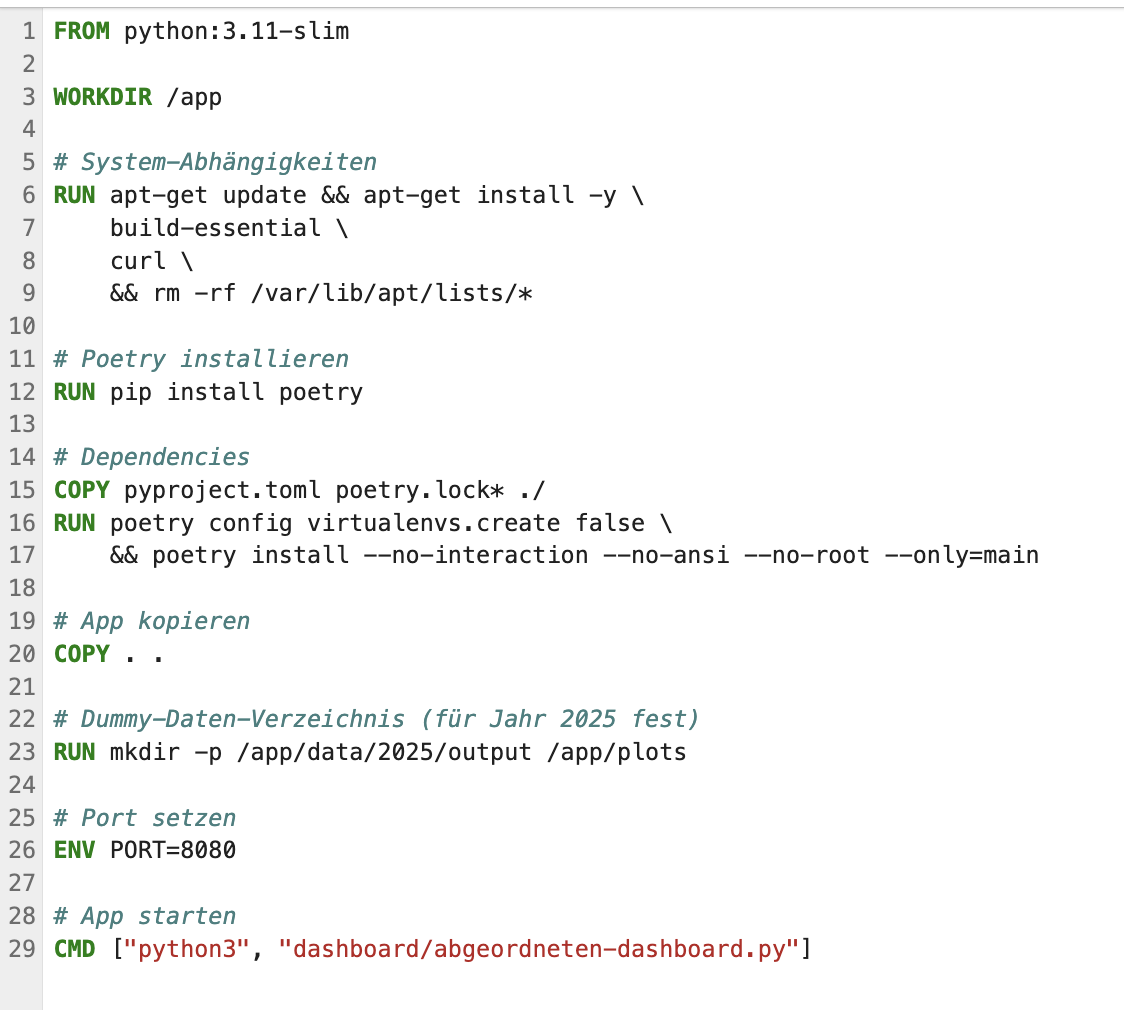 1 FROM python:3.11-slim
2
3 WORKDIR /app
4
5 # System-Abhängigkeiten
6 RUN apt-get update && apt-get install -y \
7     build-essential \
8     curl \
9     && rm -rf /var/lib/apt/lists/*
10
11 # Poetry installieren
12 RUN pip install poetry
13
14 # Dependencies
15 COPY pyproject.toml poetry.lock* ./
16 RUN poetry config virtualenvs.create false \
17     && poetry install --no-interaction --no-ansi --no-root --only=main
18
19 # App kopieren
20 COPY . .
21
22 # Dummy-Daten-Verzeichnis (für Jahr 2025 fest)
23 RUN mkdir -p /app/data/2025/output /app/plots
24
25 # Port setzen
26 ENV PORT=8080
27
28 # App starten
29 CMD ["python3", "dashboard/abgeordneten-dashboard.py"]